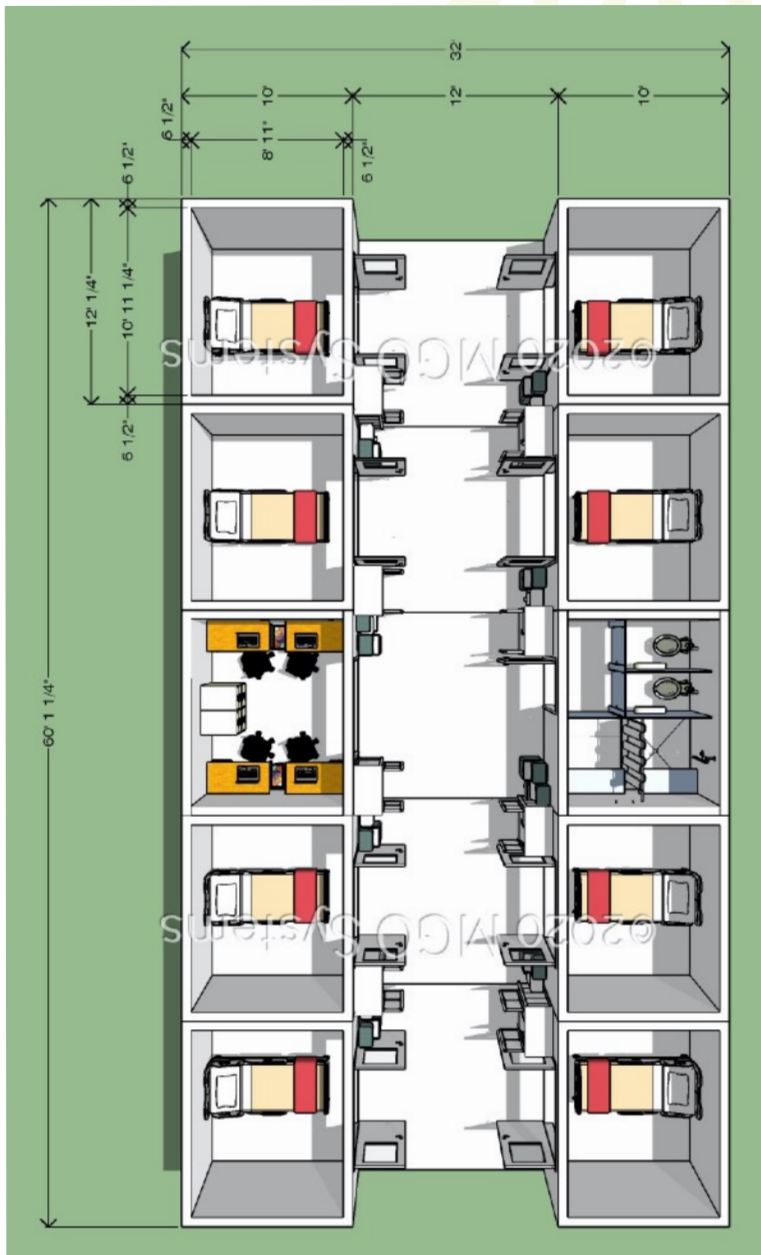 32'
10'
12'
10'
6 1/2"
8' 11"
6 1/2"
6 1/2"
10' 11 1/4"
12' 1/4"
6 1/2"
60' 1 1/4"
©2020 MGO Systems
©2020 MGO Systems